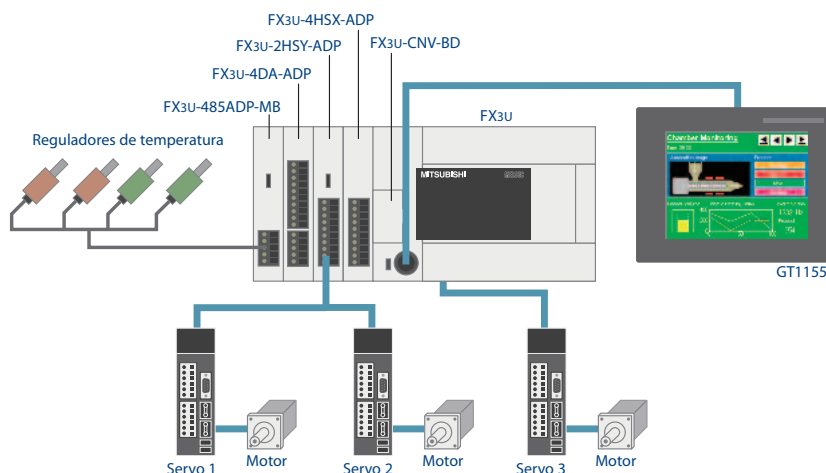 FX3U-4HSX-ADP
FX3U-2HSY-ADP
FX3U-CNV-BD
FX3U-4DA-ADP
FX3U-485ADP-MB
FX3U
Reguladores de temperatura
MITSUBISHI
Chamber Monitoring
GT1155
Servo 1
Motor
Servo 2
Motor
Servo 3
Motor